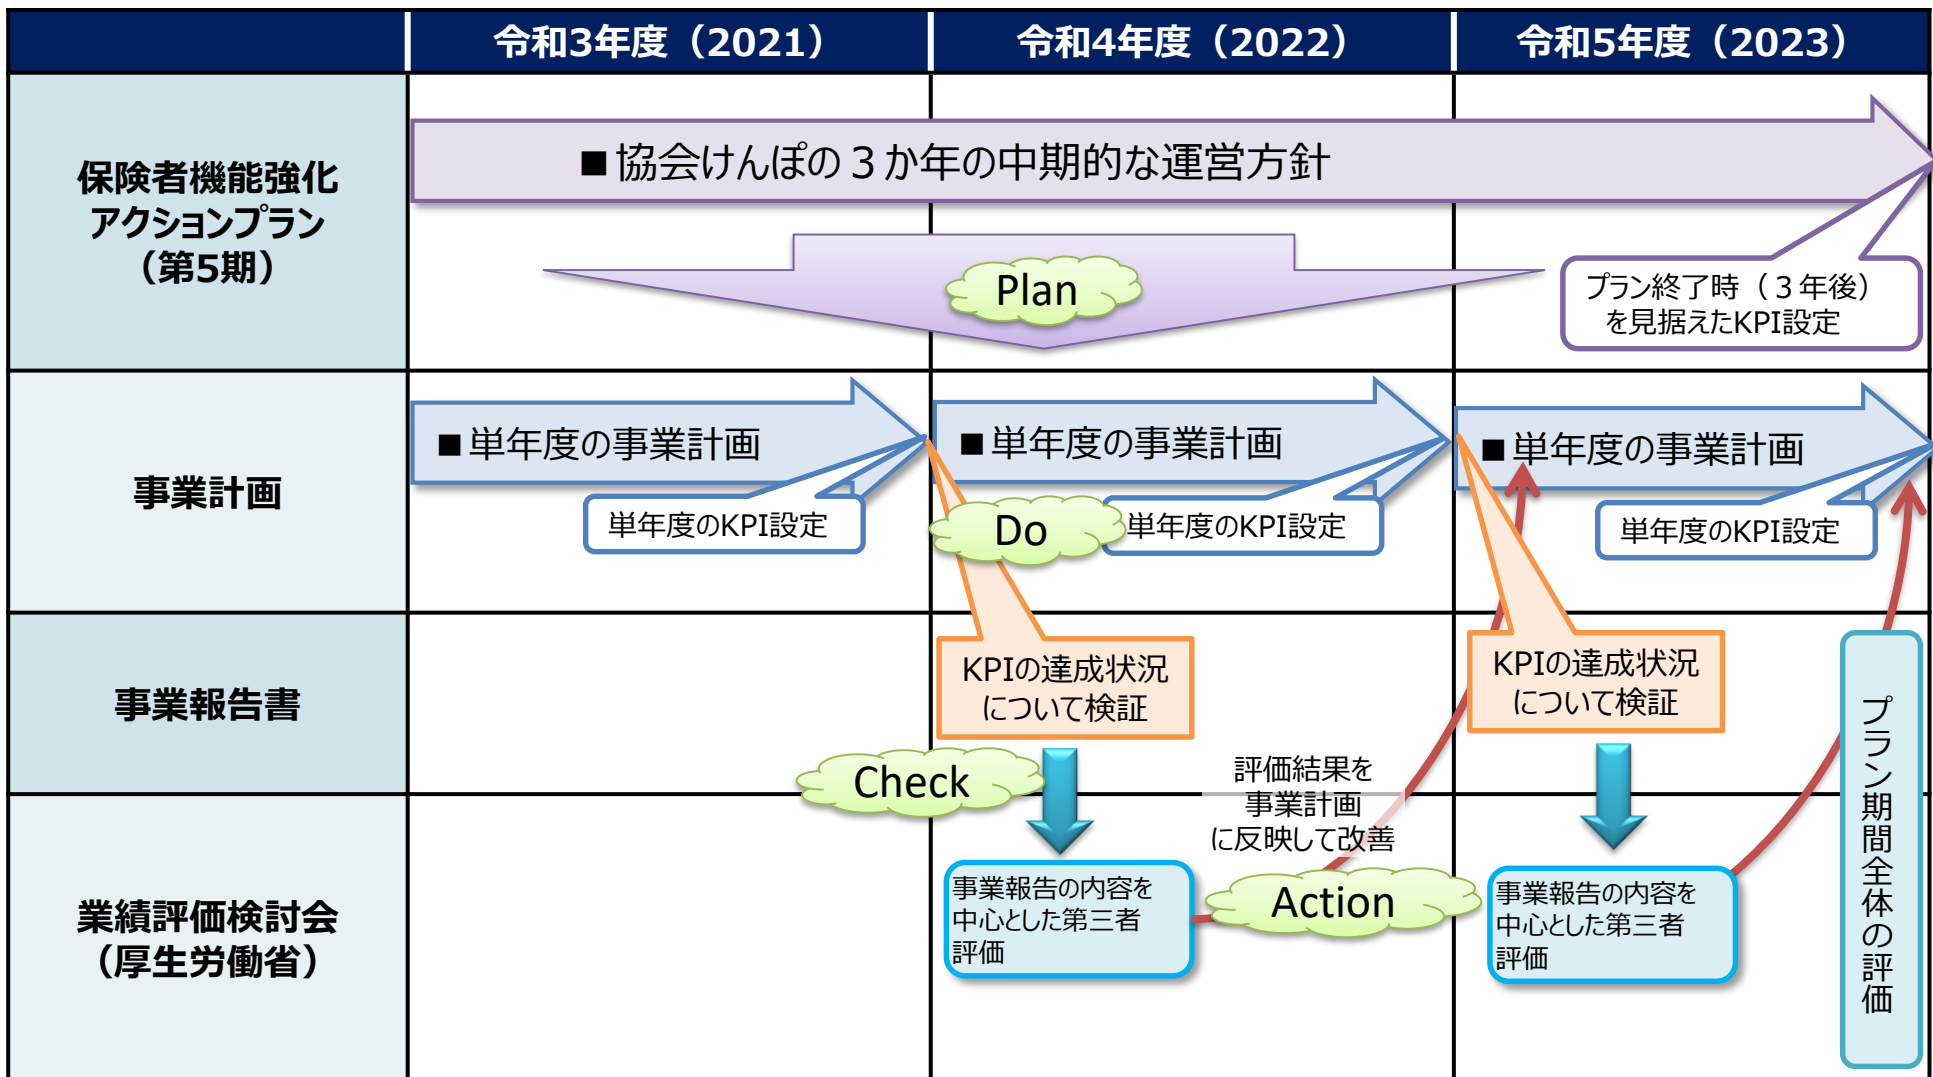 令和3年度（2021）
令和4年度（2022）
令和5年度（2023）
保険者機能強化
アクションプラン
（第5期）
■協会けんぽの３か年の中期的な運営方針
Plan
プラン終了時（３年後）
を見据えたKPI設定
事業計画
■単年度の事業計画
単年度のKPI設定
■単年度の事業計画
Do
単年度のKPI設定
■単年度の事業計画
単年度のKPI設定
事業報告書
KPIの達成状況
について検証
KPIの達成状況
について検証
Check
評価結果を
事業計画
に反映して改善
プラン期間全体の評価
業績評価検討会
（厚生労働省）
事業報告の内容を
中心とした第三者
評価
Action
事業報告の内容を
中心とした第三者
評価